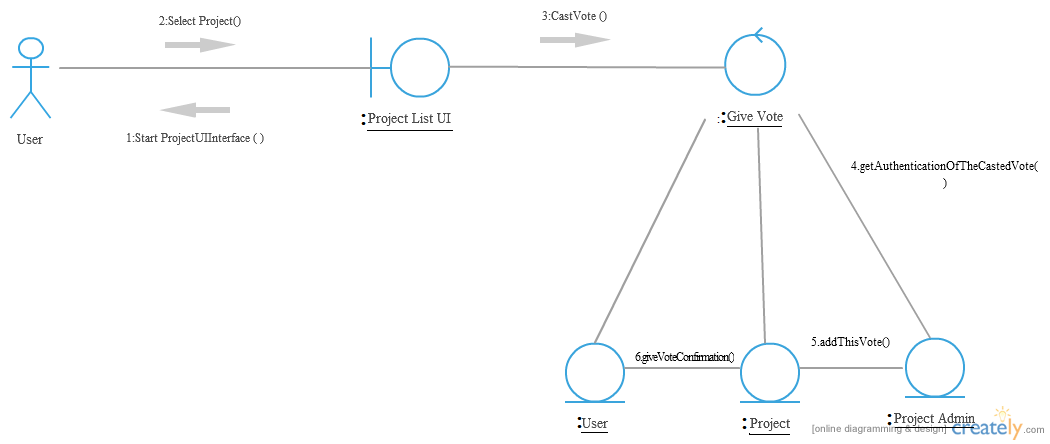 2:Select Project()
3:CastVote ()
User
1:Start ProjectUIInterface ( )
:Project List UI
::Give Vote
4.getAuthenticationOfTheCastedVote(
)
6.giveVoteConfirmation()
5.addThisVote()
:User
:Project
:Project Admin
[online diagramming & design] creately.com